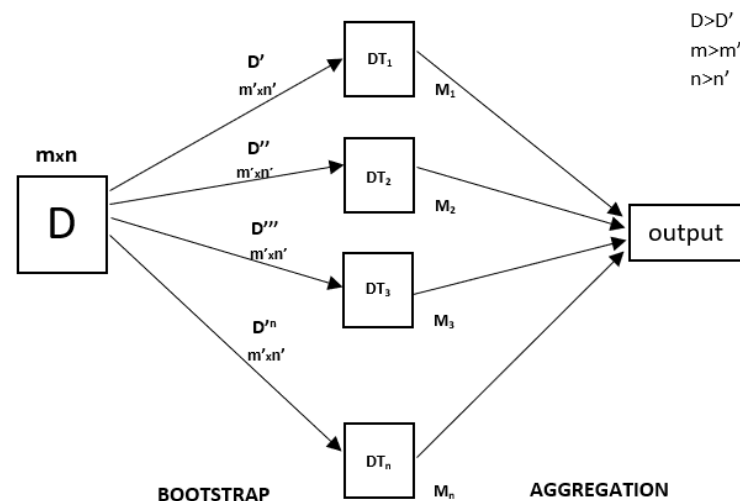 D>D'
m>m'
n>n'
DT₁
D'
m'ₓn'
M₁
mxn
D''
m'ₓn'
DT₂
D
M₂
D'''
m'ₓn'
output
DT₃
M₃
D'ⁿ
m'ₓn'
DTₙ
BOOTSTRAP
Mₙ
AGGREGATION